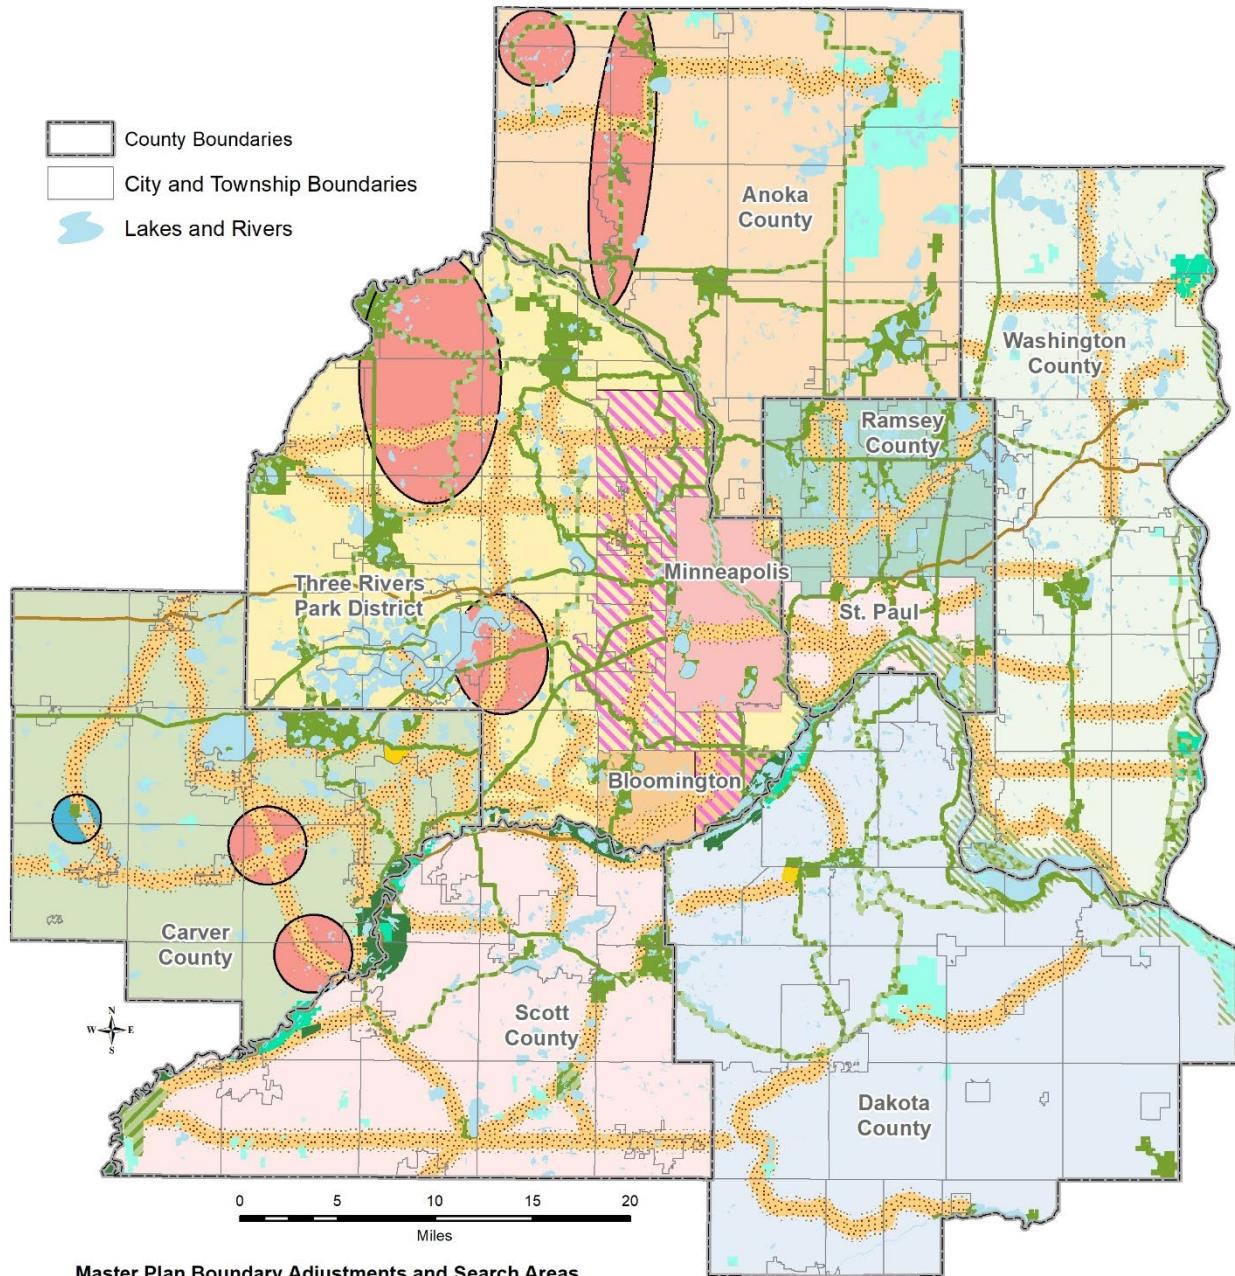 County Boundaries
City and Township Boundaries
Lakes and Rivers
Anoka
County
Washington
County
Ramsey
County
Minneapolis
Three Rivers
Park District
St. Paul
Bloomington
Carver
County
Scott
County
Dakota
County
N
W E
S
0 5 10 15 20
Miles
Master Plan Boundary Adjustments and Search Areas